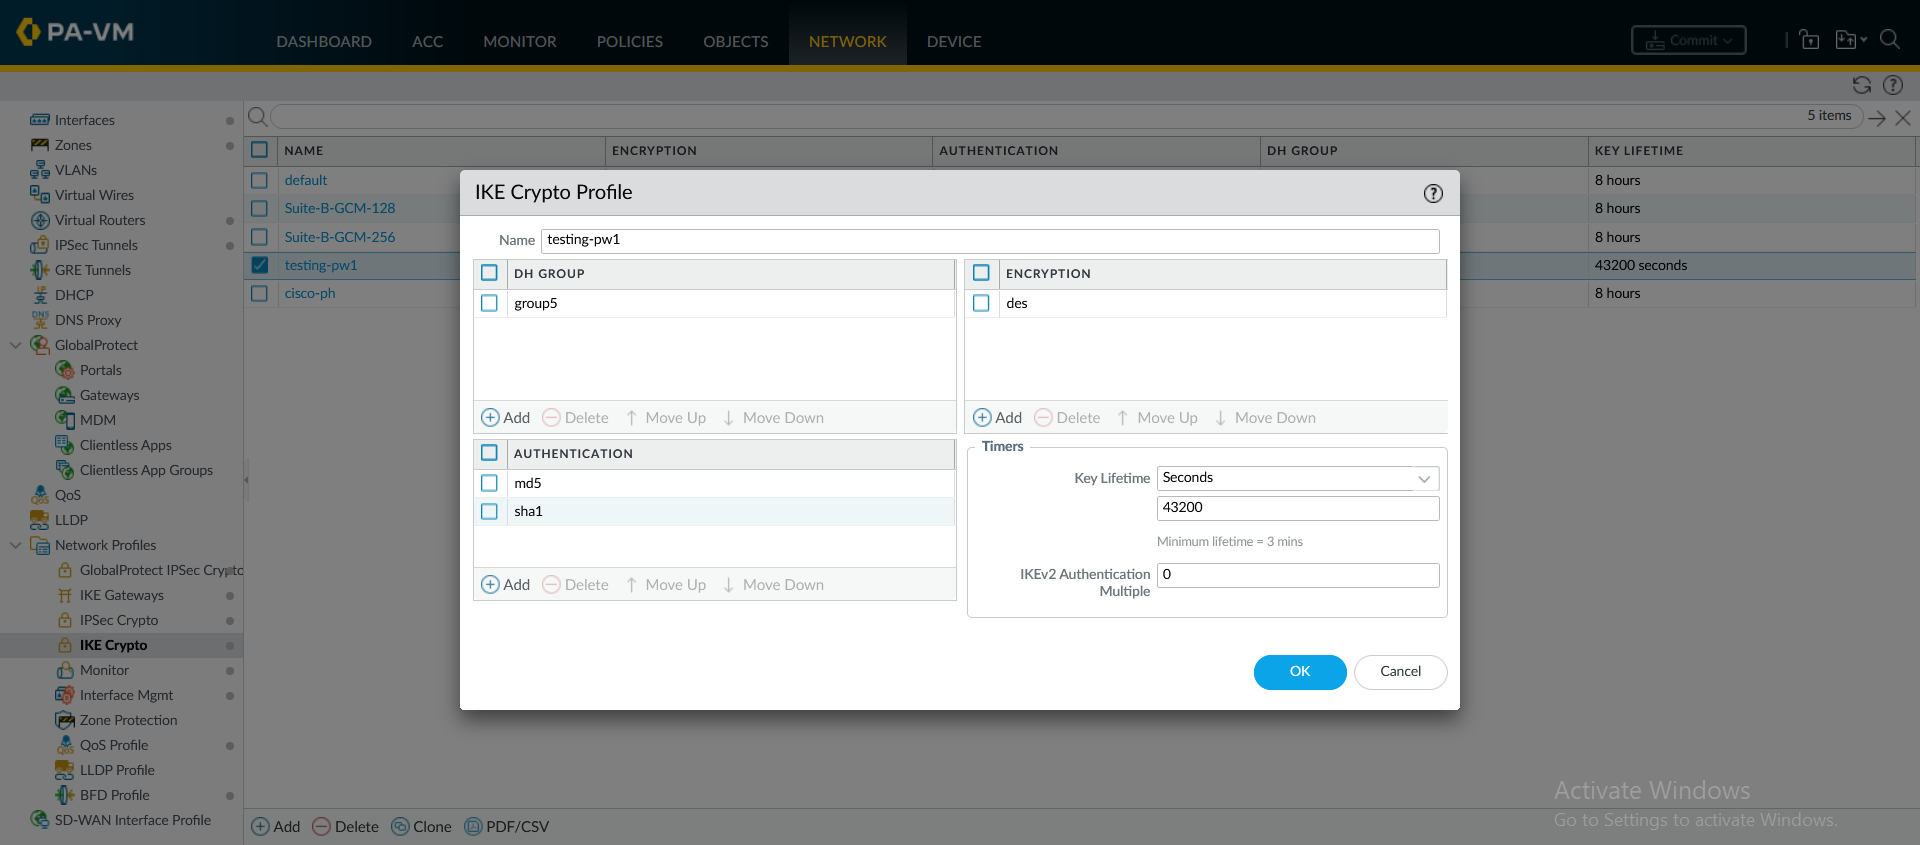 PA-VM
DASHBOARD ACC MONITOR POLICIES OBJECTS NETWORK DEVICE Commit
5 items
Interfaces
Zones
VLANs
Virtual Wires
Virtual Routers
IPSec Tunnels
GRE Tunnels
DHCP
DNS Proxy
GlobalProtect
Portals
Gateways
MDM
Clientless Apps
Clientless App Groups
QoS
LLDP
Network Profiles
GlobalProtect IPSec Crypto
IKE Gateways
IPSec Crypto
IKE Crypto
Monitor
Interface Mgmt
Zone Protection
QoS Profile
LLDP Profile
BFD Profile
SD-WAN Interface Profile
NAME ENCRYPTION AUTHENTICATION DH GROUP KEY LIFETIME
default 8 hours
Suite-B-GCM-128 8 hours
Suite-B-GCM-256 8 hours
testing-pw1 43200 seconds
cisco-ph 8 hours
IKE Crypto Profile
Name testing-pw1
DH GROUP
group5
Add Delete Move Up Move Down
ENCRYPTION
des
Add Delete Move Up Move Down
AUTHENTICATION
md5
sha1
Add Delete Move Up Move Down
Timers
Key Lifetime Seconds
43200
Minimum lifetime = 3 mins
IKEv2 Authentication 0
Multiple
OK Cancel
Add Delete Clone PDF/CSV
Activate Windows
Go to Settings to activate Windows.